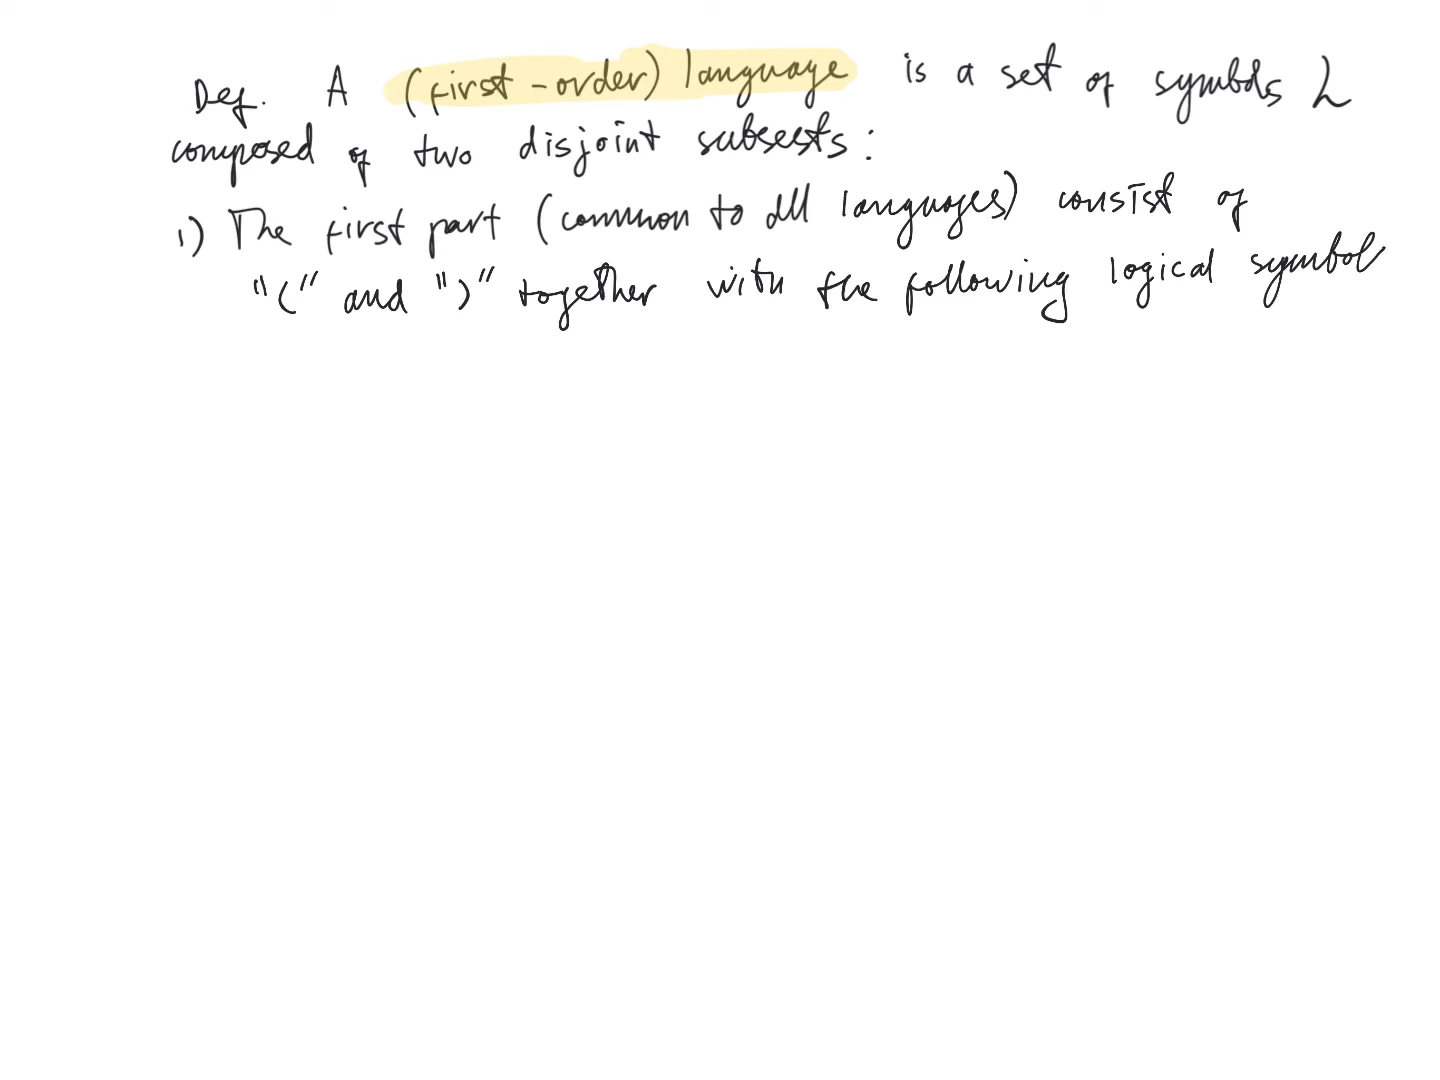 Def. A (first-order) language is a set of symbols L
composed of two disjoint subsests:
1) The first part (common to all languages) consist of
"(" and ")" together with the following logical symbol